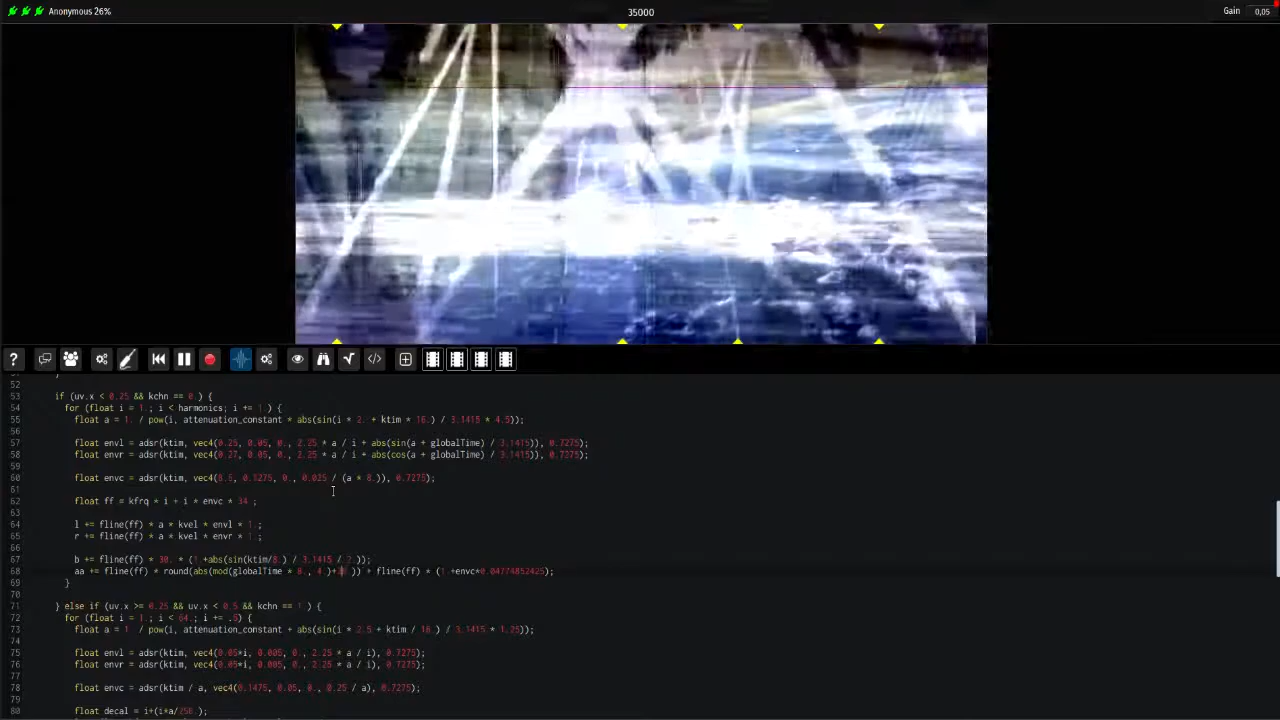 Anonymous 26%
35000
Gain 0,05
?
52
53 if (uv.x < 0.25 && kchn == 0.) {
54 for (float i = 1.; i < harmonics; i += 1.) {
55 float a = 1. / pow(i, attenuation_constant * abs(sin(i * 2. + ktim * 16.) / 3.1415 * 4.5));
56
57 float envl = adsr(ktim, vec4(0.25, 0.05, 0., 2.25 * a / i + abs(sin(a + globalTime) / 3.1415)), 0.7275);
58 float envr = adsr(ktim, vec4(0.27, 0.05, 0., 2.25 * a / i + abs(cos(a + globalTime) / 3.1415)), 0.7275);
59
60 float envc = adsr(ktim, vec4(8.5, 0.1275, 0., 0.025 / (a * 8.)), 0.7275);
61
62 float ff = kfrq * i + i * envc * 34.;
63
64 l += fline(ff) * a * kvel * envl * 1.;
65 r += fline(ff) * a * kvel * envr * 1.;
66
67 b += fline(ff) * 30. * (1.+abs(sin(ktim/8.) / 3.1415 / 2.));
68 aa += fline(ff) * round(abs(mod(globalTime * 8., 4.)+ )) + fline(ff) * (1.+envc*0.04774852425);
69 }
70
71 } else if (uv.x >= 0.25 && uv.x < 0.5 && kchn == 1.) {
72 for (float i = 1.; i < 64.; i += .5) {
73 float a = 1. / pow(i, attenuation_constant + abs(sin(i * 2.5 + ktim / 16.) / 3.1415 * 1.25));
74
75 float envl = adsr(ktim, vec4(0.05*i, 0.005, 0., 2.25 * a / i), 0.7275);
76 float envr = adsr(ktim, vec4(0.05*i, 0.005, 0., 2.25 * a / i), 0.7275);
77
78 float envc = adsr(ktim / a, vec4(0.1475, 0.05, 0., 0.25 / a), 0.7275);
79
80 float decal = i+(i*a/250.);